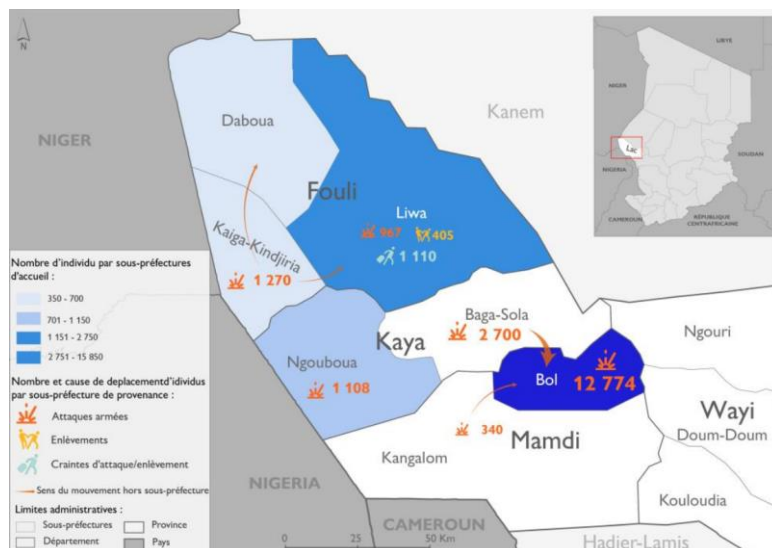 N
NIGER
Daboua
Kanem
Fouli
Kaiga-Kindjiria
1 270
Liwa
967
405
1 110
Ngouboua
1 108
Kaya
Baga-Sola
2 700
Bol
12 774
Ngouri
340
Mamdi
Kangalom
Wayi
Doum-Doum
Kouloudia
NIGERIA
CAMEROUN
Hadjer-Lamis
0 25 50 Km
LIBYE
NIGER
Lac
SOUDAN
NIGERIA
CAMEROUN
RÉPUBLIQUE
CENTRAFRICAINE
Nombre d'individu par sous-préfectures
d'accueil :
350 - 700
701 - 1 150
1 151 - 2 750
2 751 - 15 850
Nombre et cause de deplacementd'idividus
par sous-préfecture de provenance :
Attaques armées
Enlèvements
Craintes d'attaque/enlèvement
Sens du mouvement hors sous-préfecture
Limites administratives :
Sous-préfectures
Province
Département
Pays